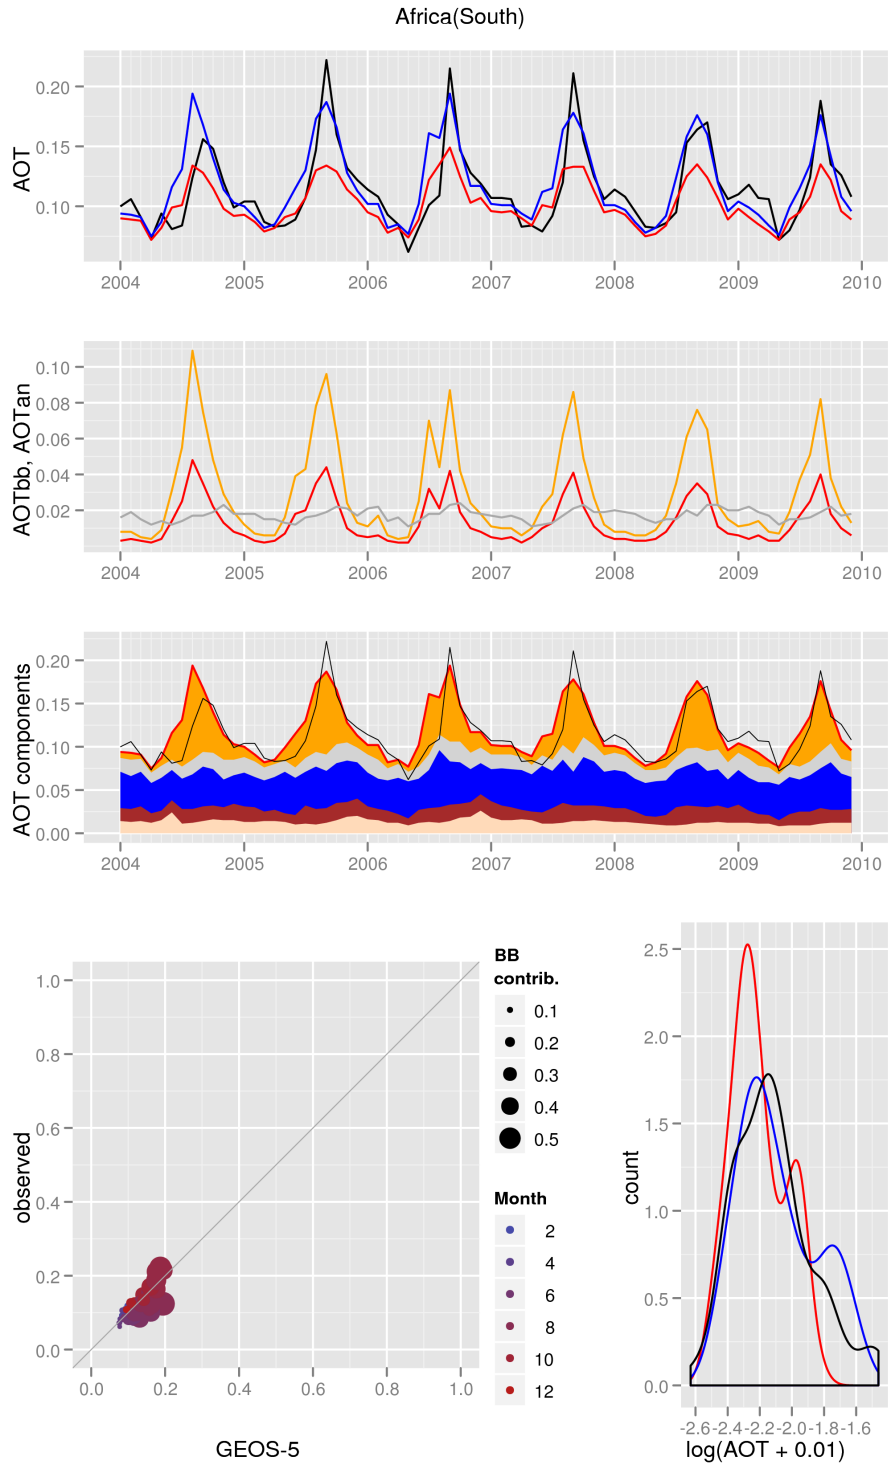 Africa(South)
AOT
0.20
0.15
0.10
2004 2005 2006 2007 2008 2009 2010
AOTbb, AOTan
0.10
0.08
0.06
0.04
0.02
2004 2005 2006 2007 2008 2009 2010
AOT components
0.20
0.15
0.10
0.05
0.00
2004 2005 2006 2007 2008 2009 2010
observed
1.0
0.8
0.6
0.4
0.2
0.0
0.0 0.2 0.4 0.6 0.8 1.0
GEOS-5
BB
contrib.
0.1
0.2
0.3
0.4
0.5
Month
2
4
6
8
10
12
count
2.5
2.0
1.5
1.0
0.5
0.0
-2.6 -2.4 -2.2 -2.0 -1.8 -1.6
log(AOT + 0.01)